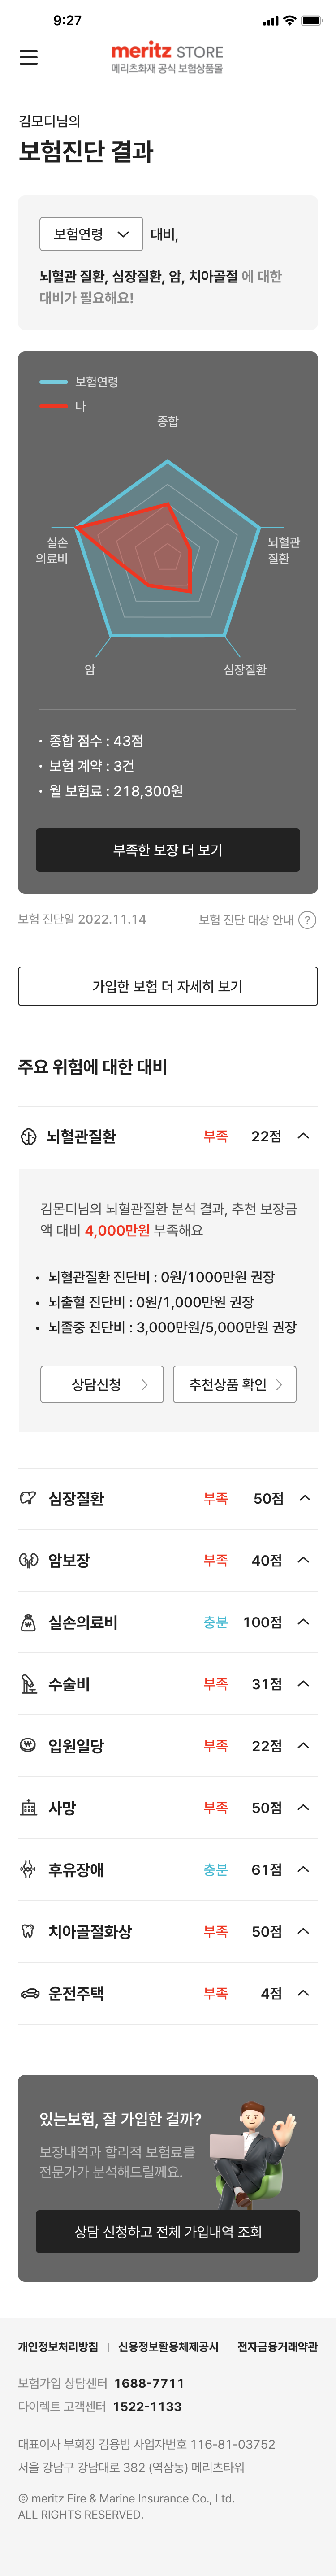 9:27
meritz STORE
메리츠화재 공식 보험상품몰
김모디님의
보험진단 결과
보험연령 대비,
뇌혈관 질환, 심장질환, 암, 치아골절 에 대한
대비가 필요해요!
보험연령
나
종합
실손
의료비
뇌혈관
질환
암
심장질환
· 종합 점수 : 43점
· 보험 계약 : 3건
· 월 보험료 : 218,300원
부족한 보장 더 보기
보험 진단일 2022.11.14 보험 진단 대상 안내 ?
가입한 보험 더 자세히 보기
주요 위험에 대한 대비
뇌혈관질환 부족 22점
김몬디님의 뇌혈관질환 분석 결과, 추천 보장금
액 대비 4,000만원 부족해요
• 뇌혈관질환 진단비 : 0원/1000만원 권장
• 뇌출혈 진단비 : 0원/1,000만원 권장
• 뇌졸중 진단비 : 3,000만원/5,000만원 권장
상담신청 추천상품 확인
심장질환 부족 50점
암보장 부족 40점
실손의료비 충분 100점
수술비 부족 31점
입원일당 부족 22점
사망 부족 50점
후유장애 충분 61점
치아골절화상 부족 50점
운전주택 부족 4점
있는보험, 잘 가입한 걸까?
보장내역과 합리적 보험료를
전문가가 분석해드릴께요.
상담 신청하고 전체 가입내역 조회
개인정보처리방침 | 신용정보활용체제공시 | 전자금융거래약관
보험가입 상담센터 1688-7711
다이렉트 고객센터 1522-1133
대표이사 부회장 김용범 사업자번호 116-81-03752
서울 강남구 강남대로 382 (역삼동) 메리츠타워
© meritz Fire & Marine Insurance Co., Ltd.
ALL RIGHTS RESERVED.